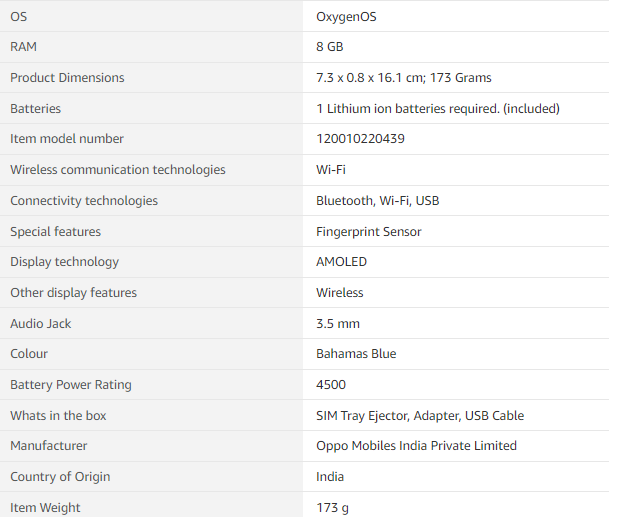 OS OxygenOS
RAM 8 GB
Product Dimensions 7.3 x 0.8 x 16.1 cm; 173 Grams
Batteries 1 Lithium ion batteries required. (included)
Item model number 120010220439
Wireless communication technologies Wi-Fi
Connectivity technologies Bluetooth, Wi-Fi, USB
Special features Fingerprint Sensor
Display technology AMOLED
Other display features Wireless
Audio Jack 3.5 mm
Colour Bahamas Blue
Battery Power Rating 4500
Whats in the box SIM Tray Ejector, Adapter, USB Cable
Manufacturer Oppo Mobiles India Private Limited
Country of Origin India
Item Weight 173 g